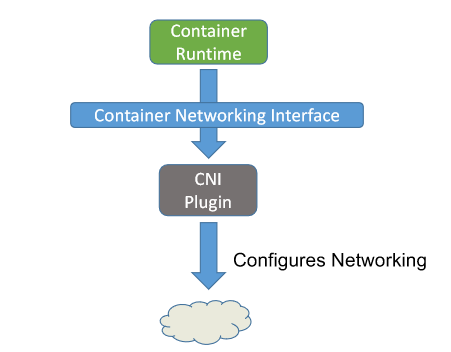 Container
Runtime
Container Networking Interface
CNI
Plugin
Configures Networking